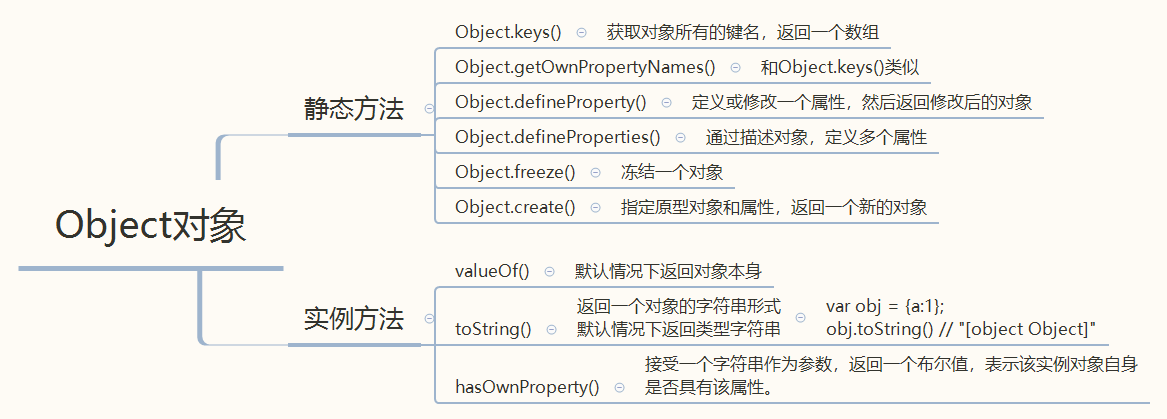 Object对象
静态方法
Object.keys() 获取对象所有的键名，返回一个数组
Object.getOwnPropertyNames() 和Object.keys()类似
Object.defineProperty() 定义或修改一个属性，然后返回修改后的对象
Object.defineProperties() 通过描述对象，定义多个属性
Object.freeze() 冻结一个对象
Object.create() 指定原型对象和属性，返回一个新的对象
实例方法
valueOf() 默认情况下返回对象本身
toString()
返回一个对象的字符串形式
默认情况下返回类型字符串
var obj = {a:1};
obj.toString() // "[object Object]"
hasOwnProperty()
接受一个字符串作为参数，返回一个布尔值，表示该实例对象自身
是否具有该属性。